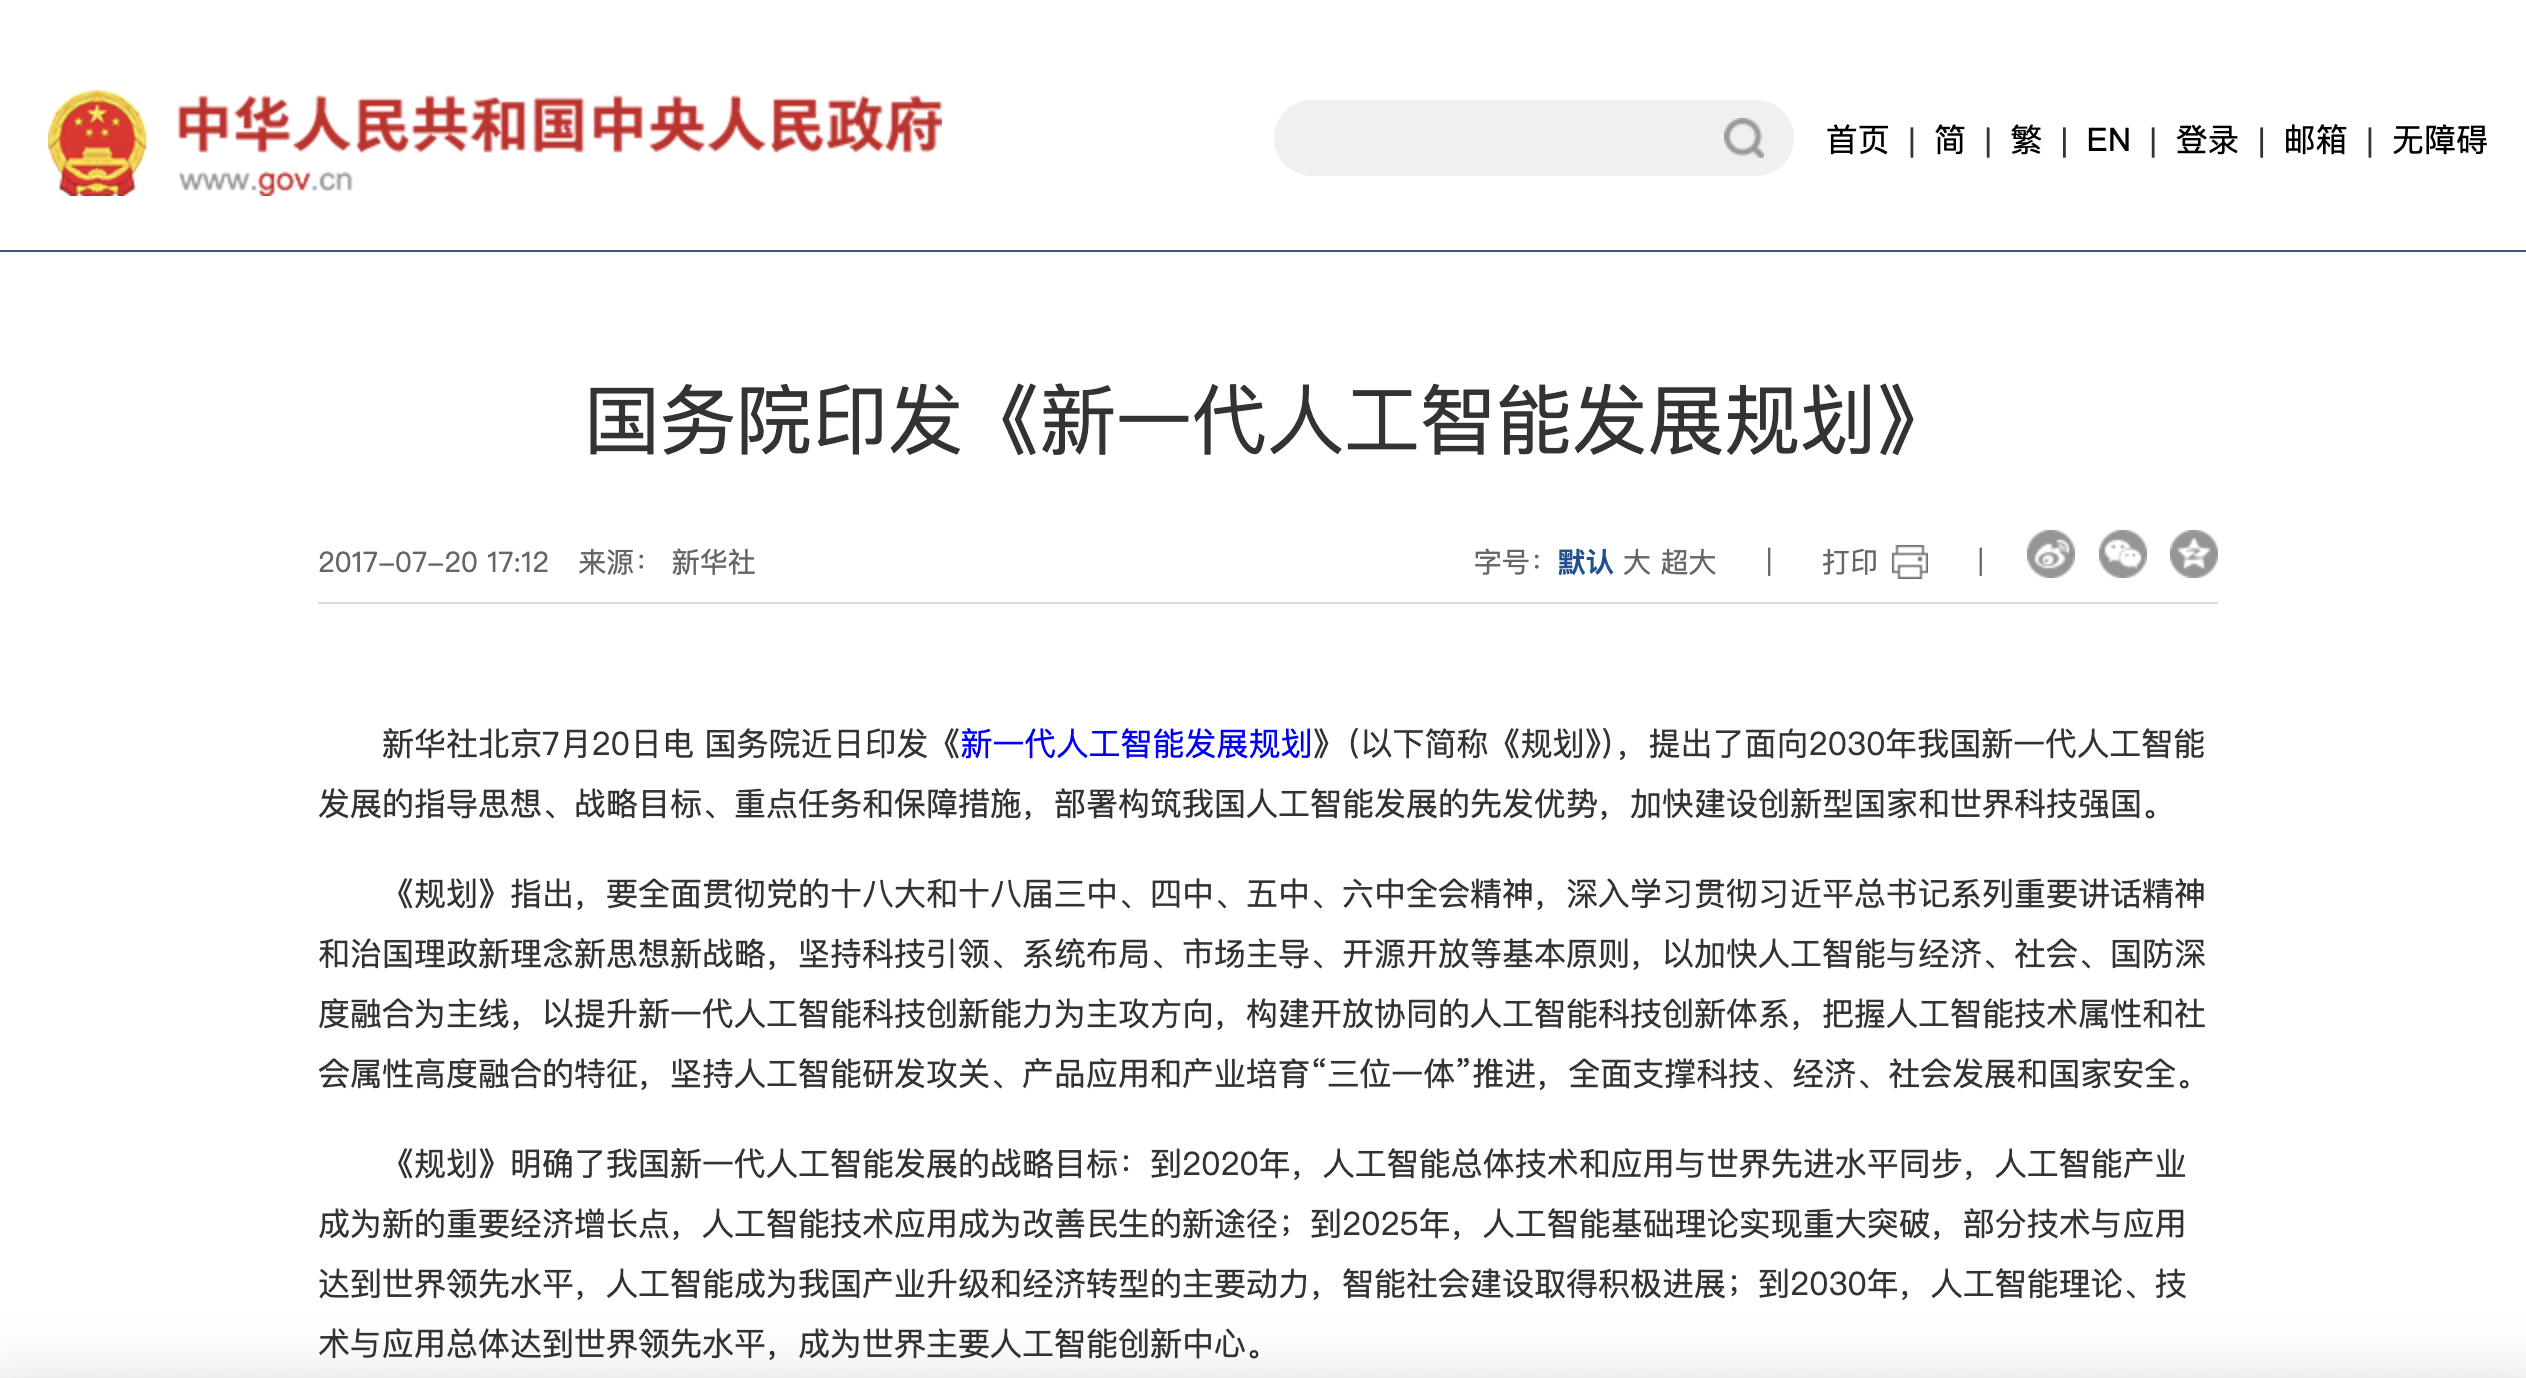 中华人民共和国中央人民政府
www.gov.cn
首页 | 简 | 繁 | EN | 登录 | 邮箱 | 无障碍
国务院印发《新一代人工智能发展规划》
2017-07-20 17:12 来源： 新华社
字号：默认 大 超大 | 打印 |
新华社北京7月20日电 国务院近日印发《新一代人工智能发展规划》（以下简称《规划》），提出了面向2030年我国新一代人工智能
发展的指导思想、战略目标、重点任务和保障措施，部署构筑我国人工智能发展的先发优势，加快建设创新型国家和世界科技强国。
《规划》指出，要全面贯彻党的十八大和十八届三中、四中、五中、六中全会精神，深入学习贯彻习近平总书记系列重要讲话精神
和治国理政新理念新思想新战略，坚持科技引领、系统布局、市场主导、开源开放等基本原则，以加快人工智能与经济、社会、国防深
度融合为主线，以提升新一代人工智能科技创新能力为主攻方向，构建开放协同的人工智能科技创新体系，把握人工智能技术属性和社
会属性高度融合的特征，坚持人工智能研发攻关、产品应用和产业培育“三位一体”推进，全面支撑科技、经济、社会发展和国家安全。
《规划》明确了我国新一代人工智能发展的战略目标：到2020年，人工智能总体技术和应用与世界先进水平同步，人工智能产业
成为新的重要经济增长点，人工智能技术应用成为改善民生的新途径；到2025年，人工智能基础理论实现重大突破，部分技术与应用
达到世界领先水平，人工智能成为我国产业升级和经济转型的主要动力，智能社会建设取得积极进展；到2030年，人工智能理论、技
术与应用总体达到世界领先水平，成为世界主要人工智能创新中心。